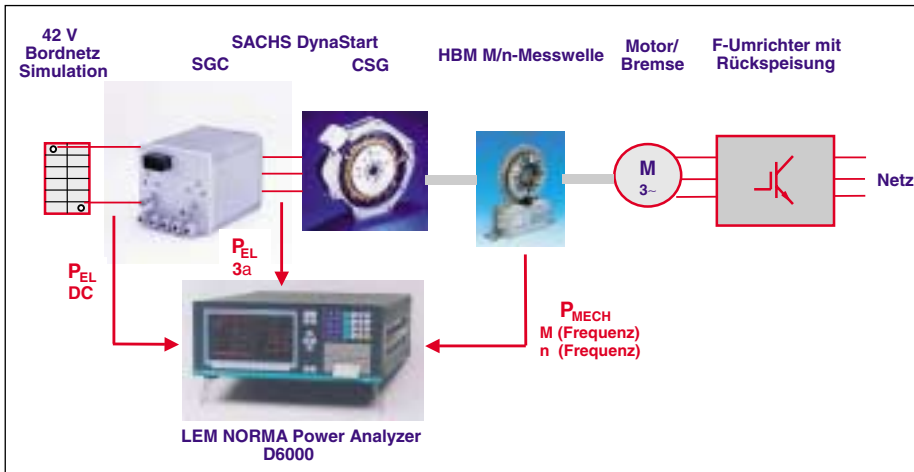 42 V
Bordnetz
Simulation
SACHS DynaStart
SGC
CSG
HBM M/n-Messwelle
Motor/
Bremse
F-Umrichter mit
Rückspeisung
M
3~
Netz
PEL
DC
PEL
3a
PMECH
M (Frequenz)
n (Frequenz)
LEM NORMA Power Analyzer
D6000